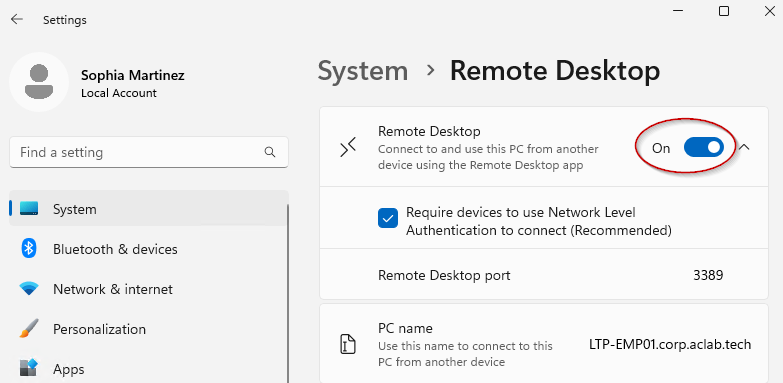 Settings
Sophia Martinez
Local Account
Find a setting
System
Bluetooth & devices
Network & internet
Personalization
Apps
System > Remote Desktop
Remote Desktop
Connect to and use this PC from another
device using the Remote Desktop app
On
Require devices to use Network Level
Authentication to connect (Recommended)
Remote Desktop port
3389
PC name
Use this name to connect to this
PC from another device
LTP-EMP01.corp.aclab.tech